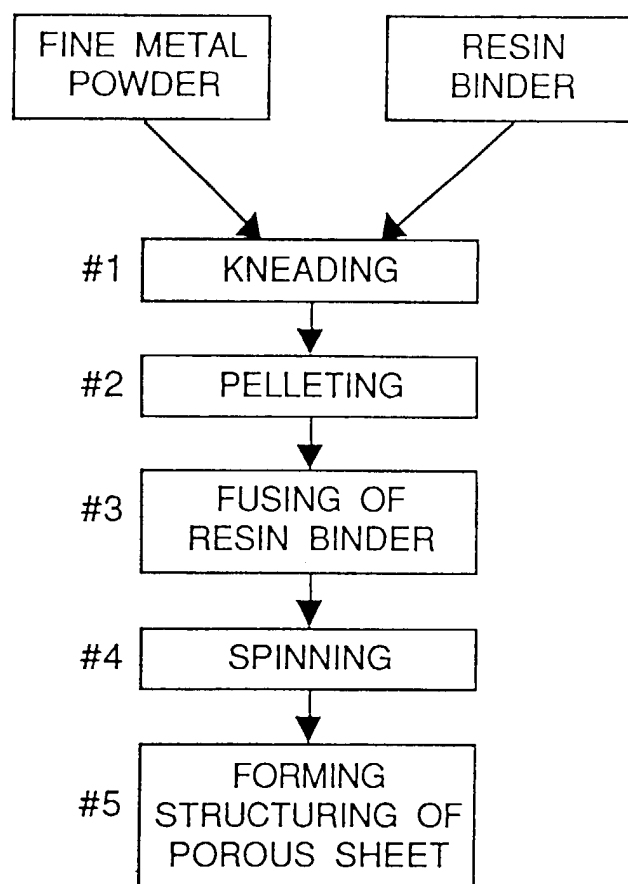 FINE METAL
POWDER
RESIN
BINDER
#1
KNEADING
#2
PELLETING
#3
FUSING OF
RESIN BINDER
#4
SPINNING
#5
FORMING
STRUCTURING OF
POROUS SHEET